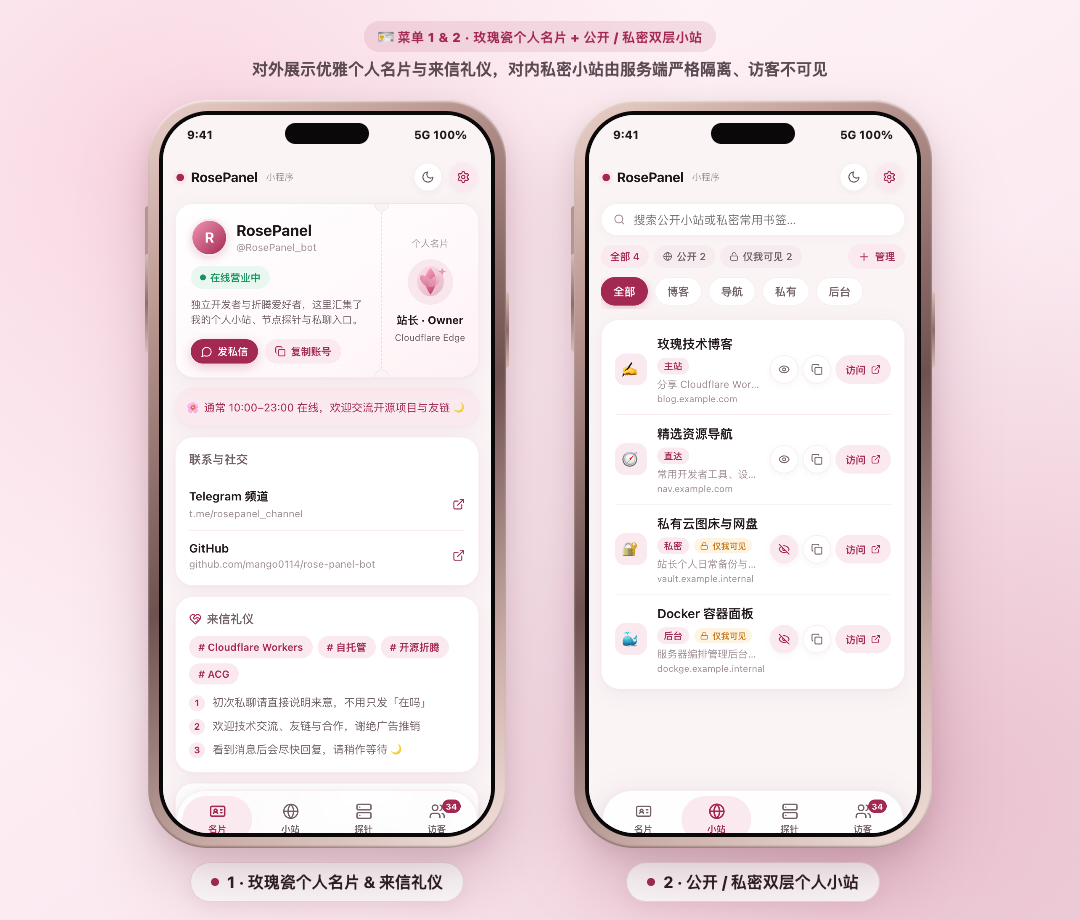 🪪 菜单 1 & 2 · 玫瑰瓷个人名片 + 公开 / 私密双层小站
对外展示优雅个人名片与来信礼仪，对内私密小站由服务端严格隔离、访客不可见
9:41
5G 100%
RosePanel 小程序
R
RosePanel
@RosePanel_bot
在线营业中
独立开发者与折腾爱好者，这里汇集了
我的个人小站、节点探针与私聊入口。
发私信
复制账号
个人名片
站长 · Owner
Cloudflare Edge
🌸 通常 10:00–23:00 在线，欢迎交流开源项目与友链 🌙
联系与社交
Telegram 频道
t.me/rosepanel_channel
GitHub
github.com/mango0114/rose-panel-bot
来信礼仪
# Cloudflare Workers
# 自托管
# 开源折腾
# ACG
1 初次私聊请直接说明来意，不用只发「在吗」
2 欢迎技术交流、友链与合作，谢绝广告推销
3 看到消息后会尽快回复，请稍作等待 🌙
名片
小站
探针
访客
34
1 · 玫瑰瓷个人名片 & 来信礼仪
9:41
5G 100%
RosePanel 小程序
搜索公开小站或私密常用书签...
全部 4
公开 2
仅我可见 2
+ 管理
全部
博客
导航
私有
后台
玫瑰技术博客
主站
分享 Cloudflare Wor...
blog.example.com
访问
精选资源导航
直达
常用开发者工具、设...
nav.example.com
访问
私有云图床与网盘
私密
仅我可见
站长个人日常备份与...
vault.example.internal
访问
Docker 容器面板
后台
仅我可见
服务器编排管理后台...
dockge.example.internal
访问
名片
小站
探针
访客
34
2 · 公开 / 私密双层个人小站